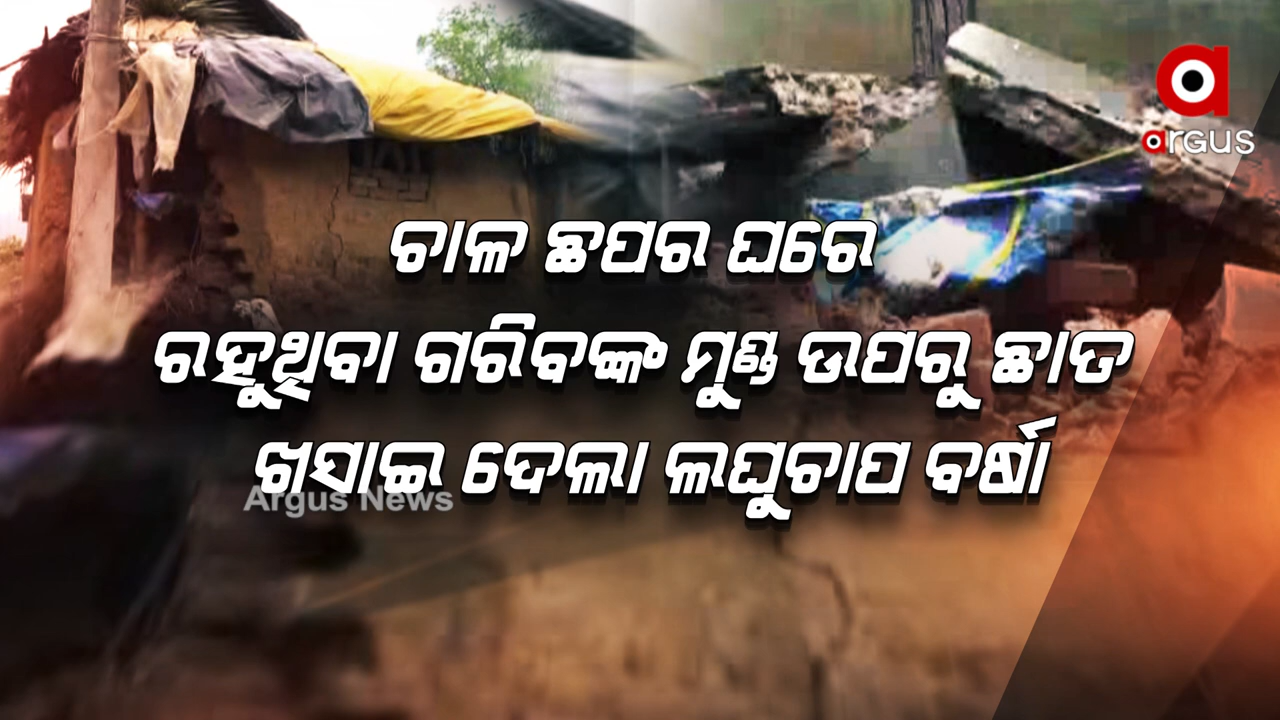 argus
ଚାଳ ଛପର ଘରେ
ରହୁଥିବା ଗରିବଙ୍କ ମୁଣ୍ଡ ଉପରୁ ଛାତ
ଖସାଇ ଦେଲା ଲଘୁଚାପ ବର୍ଷା
Argus News